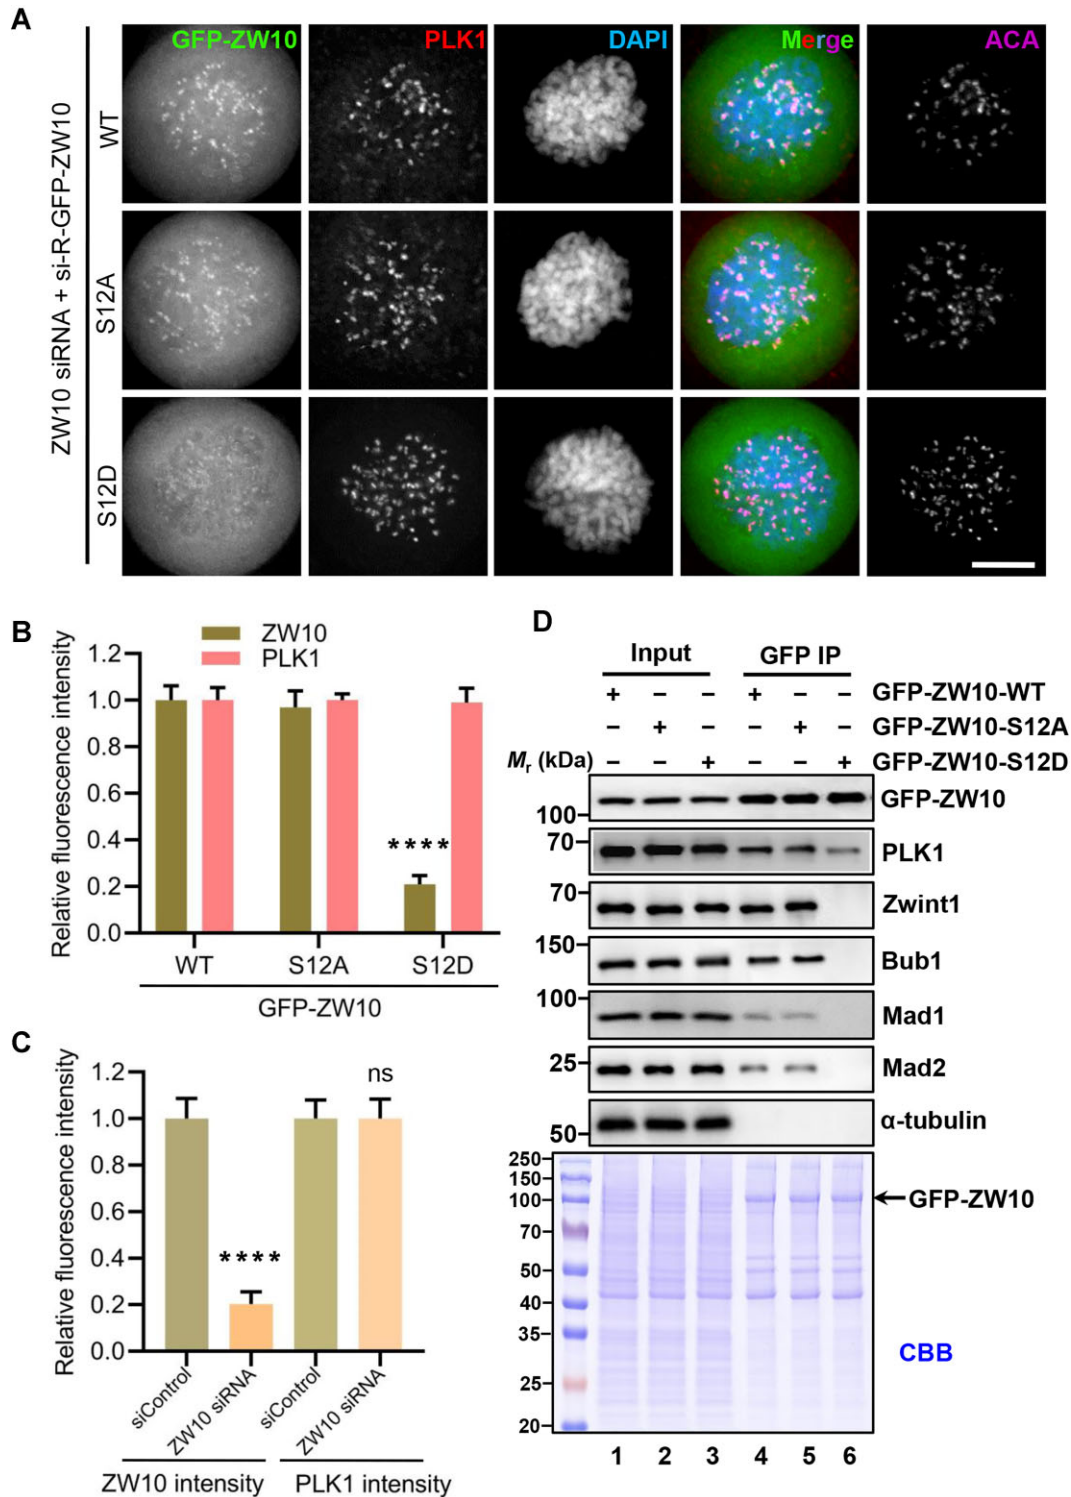 A
GFP-ZW10 PLK1 DAPI Merge ACA
ZW10 siRNA + si-R-GFP-ZW10
WT
S12A
S12D
B
ZW10
PLK1
Relative fluorescence intensity
1.2
1.0
0.8
0.6
0.4
0.2
0.0
****
WT S12A S12D
GFP-ZW10
C
Relative fluorescence intensity
1.2
1.0
0.8
0.6
0.4
0.2
0.0
****
ns
siControl ZW10 siRNA siControl ZW10 siRNA
ZW10 intensity PLK1 intensity
D
Input GFP IP
+ − − + − − GFP-ZW10-WT
− + − − + − GFP-ZW10-S12A
Mr (kDa) − − + − − + GFP-ZW10-S12D
100 GFP-ZW10
70 PLK1
70 Zwint1
150 Bub1
100 Mad1
25 Mad2
50 α-tubulin
250
150
100 GFP-ZW10
70
50
40
35
CBB
25
20
1 2 3 4 5 6